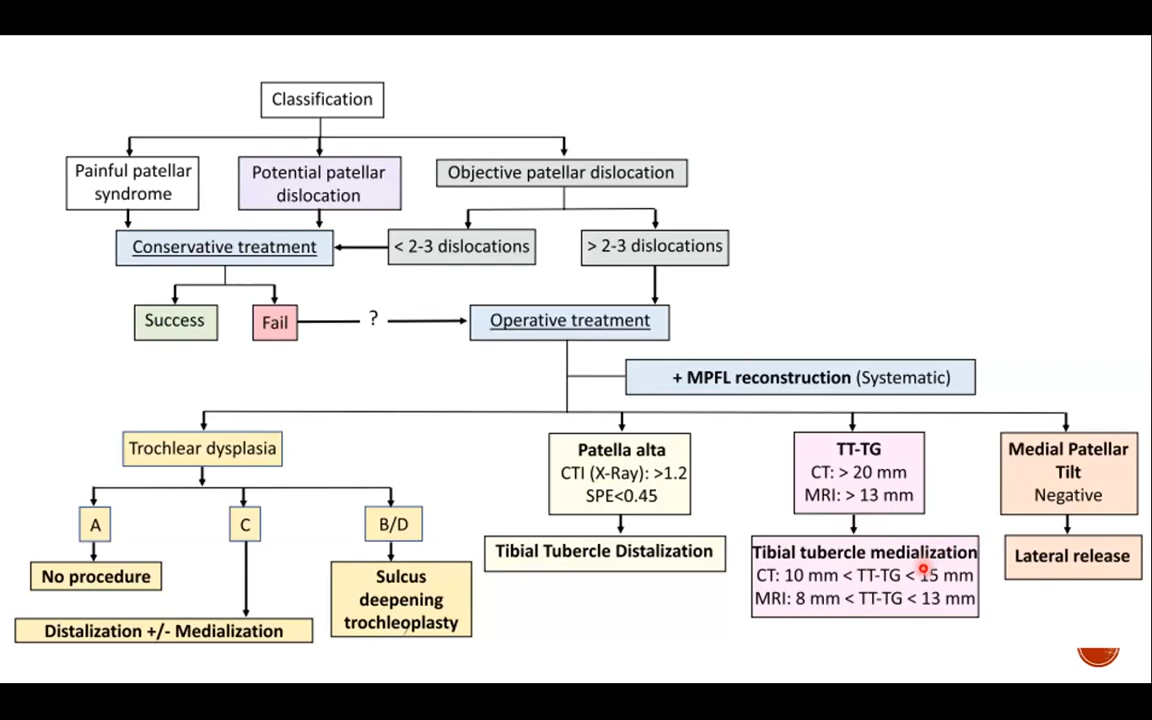 Classification
Painful patellar
syndrome
Potential patellar
dislocation
Objective patellar dislocation
Conservative treatment
< 2-3 dislocations
> 2-3 dislocations
Success
Fail
?
Operative treatment
+ MPFL reconstruction (Systematic)
Trochlear dysplasia
Patella alta
CTI (X-Ray): >1.2
SPE<0.45
TT-TG
CT: > 20 mm
MRI: > 13 mm
Medial Patellar
Tilt
Negative
A
C
B/D
Tibial Tubercle Distalization
Tibial tubercle medialization
CT: 10 mm < TT-TG < 15 mm
MRI: 8 mm < TT-TG < 13 mm
Lateral release
No procedure
Sulcus
deepening
trochleoplasty
Distalization +/- Medialization